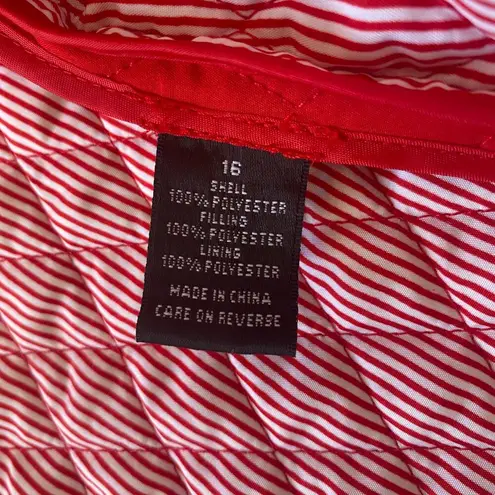 16
SHELL
100% POLYESTER
FILLING
100% POLYESTER
LINING
100% POLYESTER
MADE IN CHINA
CARE ON REVERSE